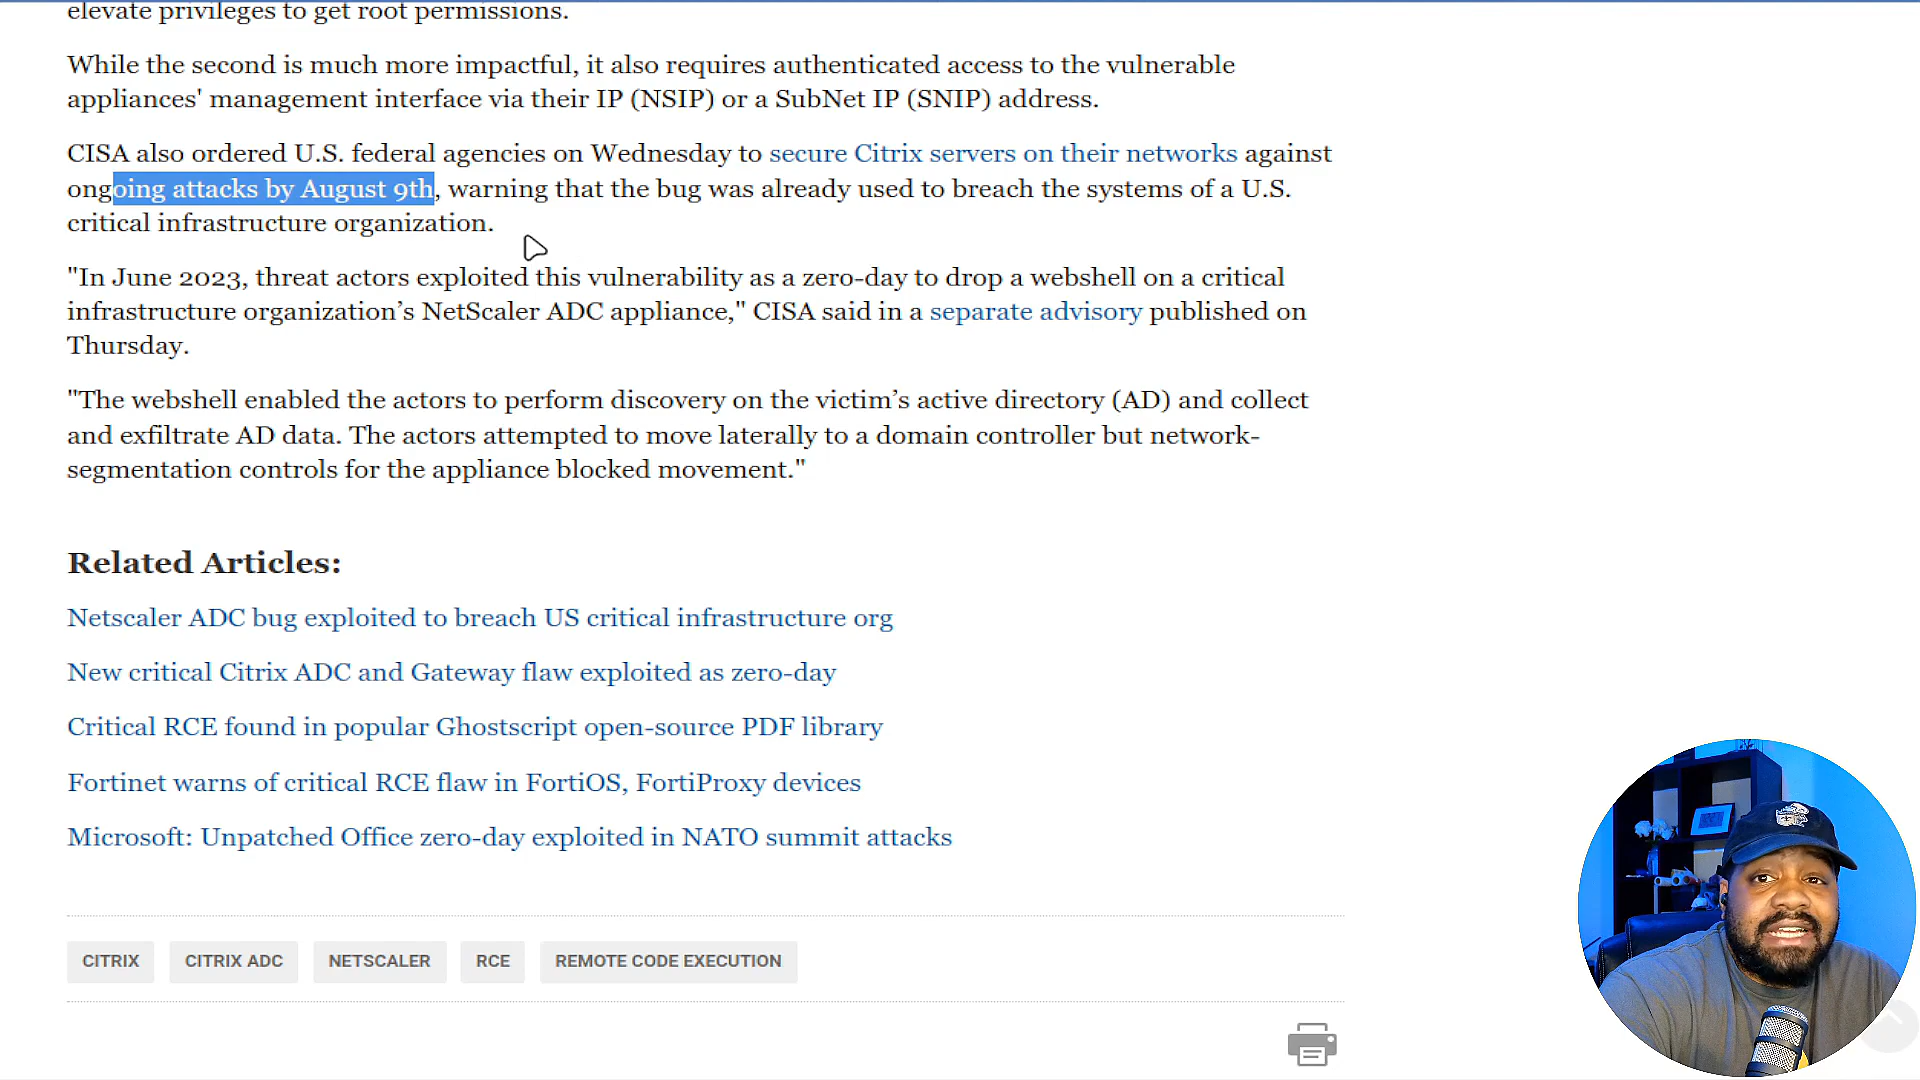 elevate privileges to get root permissions.
While the second is much more impactful, it also requires authenticated access to the vulnerable
appliances' management interface via their IP (NSIP) or a SubNet IP (SNIP) address.
CISA also ordered U.S. federal agencies on Wednesday to secure Citrix servers on their networks against
ongoing attacks by August 9th, warning that the bug was already used to breach the systems of a U.S.
critical infrastructure organization.
"In June 2023, threat actors exploited this vulnerability as a zero-day to drop a webshell on a critical
infrastructure organization’s NetScaler ADC appliance," CISA said in a separate advisory published on
Thursday.
"The webshell enabled the actors to perform discovery on the victim’s active directory (AD) and collect
and exfiltrate AD data. The actors attempted to move laterally to a domain controller but network-
segmentation controls for the appliance blocked movement."
Related Articles:
Netscaler ADC bug exploited to breach US critical infrastructure org
New critical Citrix ADC and Gateway flaw exploited as zero-day
Critical RCE found in popular Ghostscript open-source PDF library
Fortinet warns of critical RCE flaw in FortiOS, FortiProxy devices
Microsoft: Unpatched Office zero-day exploited in NATO summit attacks
CITRIX CITRIX ADC NETSCALER RCE REMOTE CODE EXECUTION